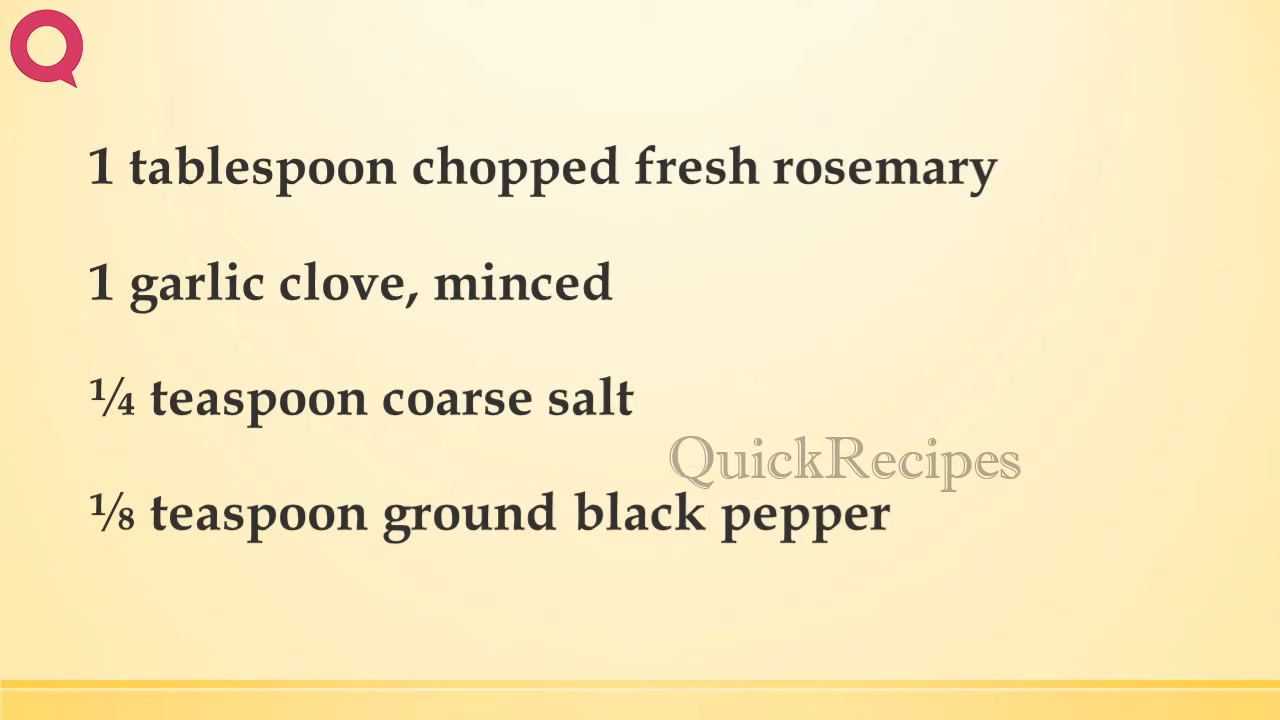 1 tablespoon chopped fresh rosemary
1 garlic clove, minced
¼ teaspoon coarse salt
QuickRecipes
⅛ teaspoon ground black pepper